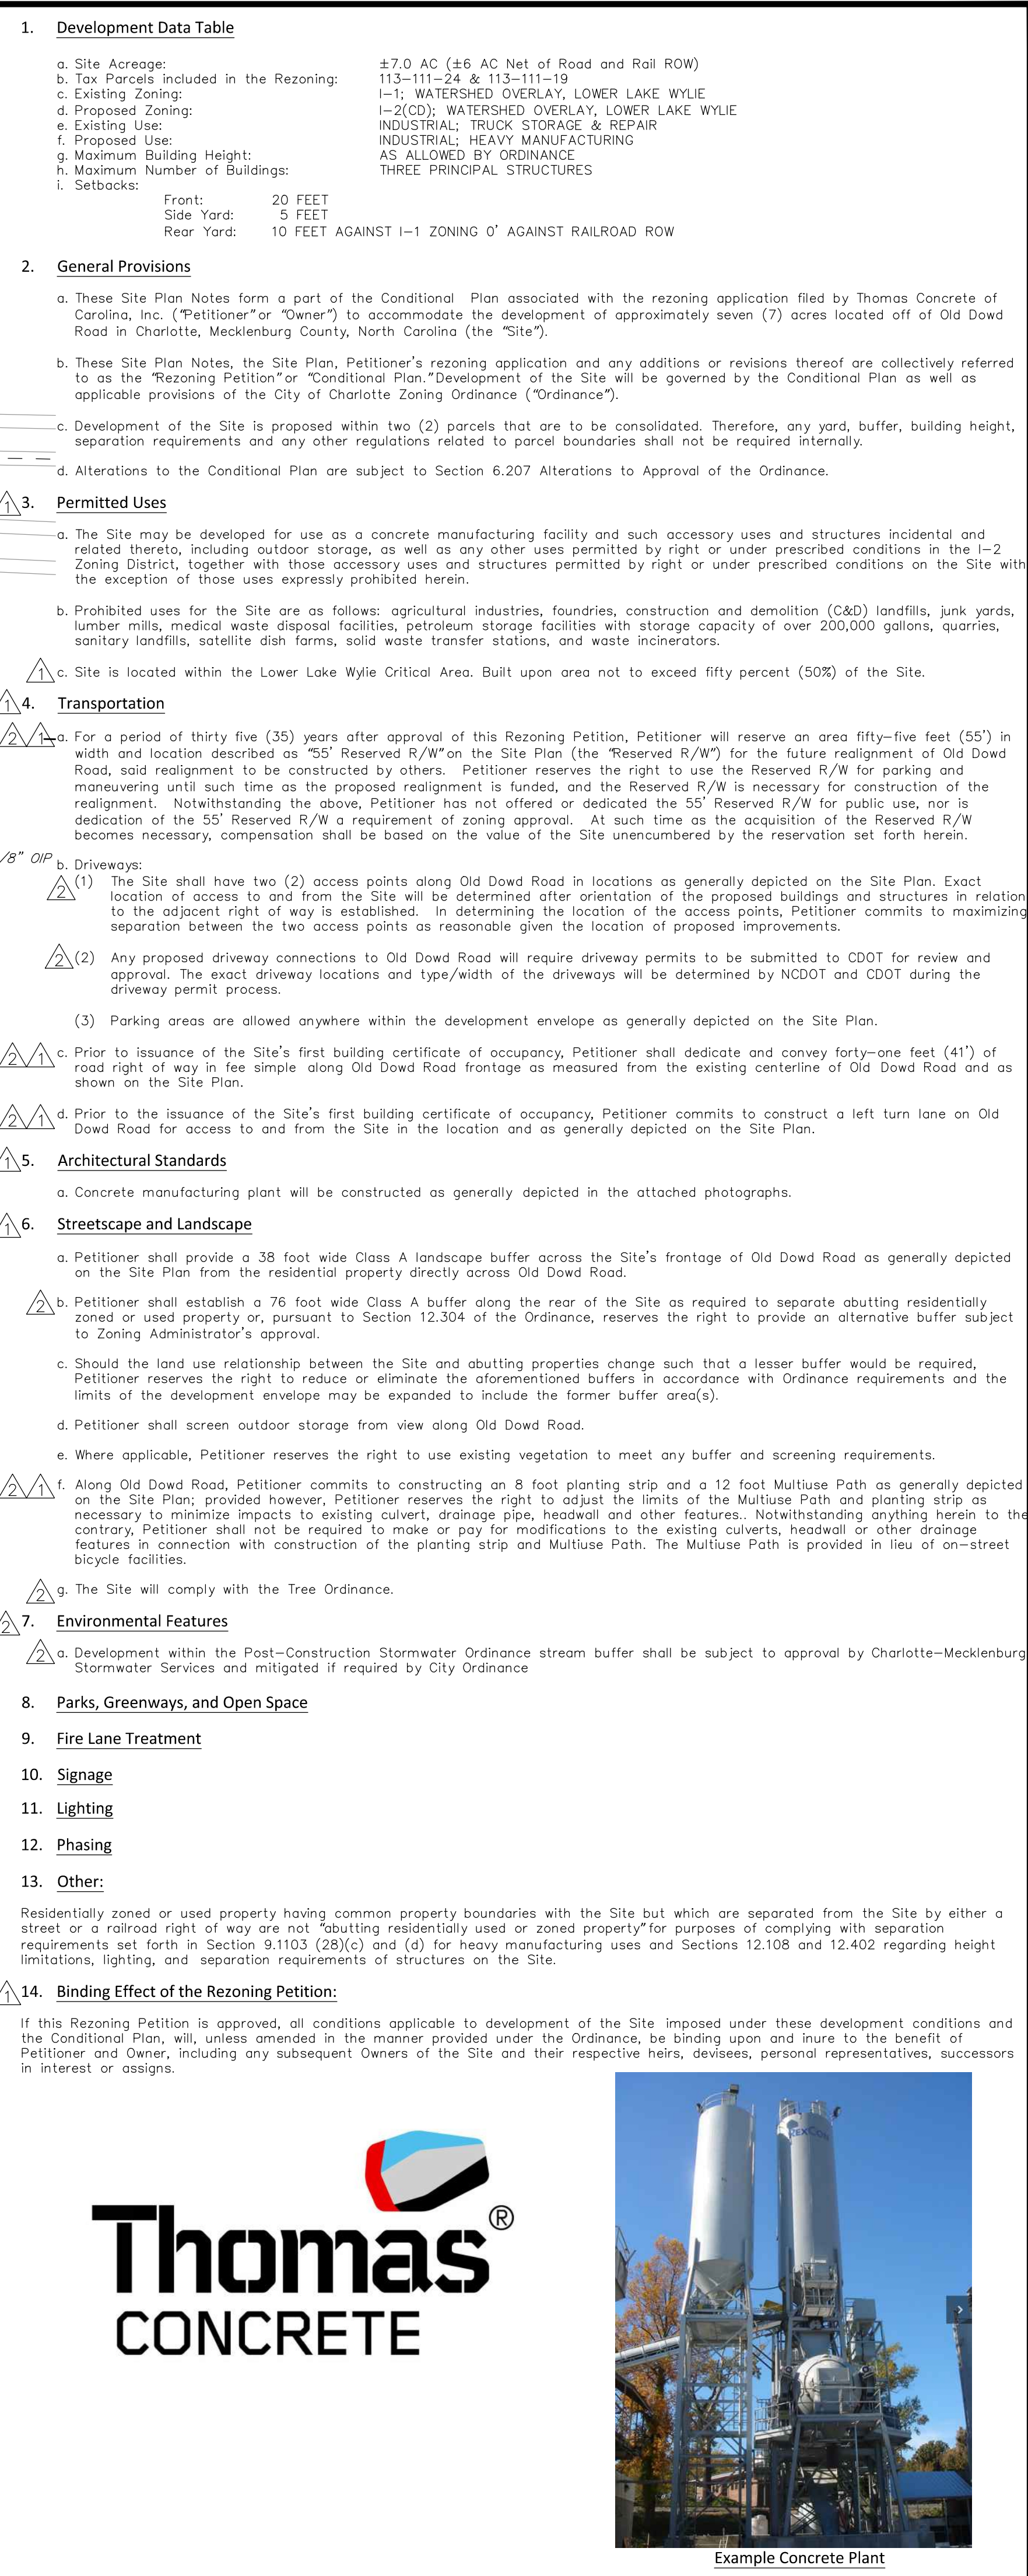 1. Development Data Table
a. Site Acreage: ±7.0 AC (±6 AC Net of Road and Rail ROW)
b. Tax Parcels included in the Rezoning: 113-111-24 & 113-111-19
c. Existing Zoning: I-1; WATERSHED OVERLAY, LOWER LAKE WYLIE
d. Proposed Zoning: I-2(CD); WATERSHED OVERLAY, LOWER LAKE WYLIE
e. Existing Use: INDUSTRIAL; TRUCK STORAGE & REPAIR
f. Proposed Use: INDUSTRIAL; HEAVY MANUFACTURING
g. Maximum Building Height: AS ALLOWED BY ORDINANCE
h. Maximum Number of Buildings: THREE PRINCIPAL STRUCTURES
i. Setbacks:
Front: 20 FEET
Side Yard: 5 FEET
Rear Yard: 10 FEET AGAINST I-1 ZONING 0' AGAINST RAILROAD ROW
2. General Provisions
a. These Site Plan Notes form a part of the Conditional Plan associated with the rezoning application filed by Thomas Concrete of
Carolina, Inc. ("Petitioner" or "Owner") to accommodate the development of approximately seven (7) acres located off of Old Dowd
Road in Charlotte, Mecklenburg County, North Carolina (the "Site").
b. These Site Plan Notes, the Site Plan, Petitioner's rezoning application and any additions or revisions thereof are collectively referred
to as the "Rezoning Petition" or "Conditional Plan." Development of the Site will be governed by the Conditional Plan as well as
applicable provisions of the City of Charlotte Zoning Ordinance ("Ordinance").
c. Development of the Site is proposed within two (2) parcels that are to be consolidated. Therefore, any yard, buffer, building height,
separation requirements and any other regulations related to parcel boundaries shall not be required internally.
d. Alterations to the Conditional Plan are subject to Section 6.207 Alterations to Approval of the Ordinance.
1 3. Permitted Uses
a. The Site may be developed for use as a concrete manufacturing facility and such accessory uses and structures incidental and
related thereto, including outdoor storage, as well as any other uses permitted by right or under prescribed conditions in the I-2
Zoning District, together with those accessory uses and structures permitted by right or under prescribed conditions on the Site with
the exception of those uses expressly prohibited herein.
b. Prohibited uses for the Site are as follows: agricultural industries, foundries, construction and demolition (C&D) landfills, junk yards,
lumber mills, medical waste disposal facilities, petroleum storage facilities with storage capacity of over 200,000 gallons, quarries,
sanitary landfills, satellite dish farms, solid waste transfer stations, and waste incinerators.
1 c. Site is located within the Lower Lake Wylie Critical Area. Built upon area not to exceed fifty percent (50%) of the Site.
1 4. Transportation
2 1 a. For a period of thirty five (35) years after approval of this Rezoning Petition, Petitioner will reserve an area fifty-five feet (55') in
width and location described as "55' Reserved R/W" on the Site Plan (the "Reserved R/W") for the future realignment of Old Dowd
Road, said realignment to be constructed by others. Petitioner reserves the right to use the Reserved R/W for parking and
maneuvering until such time as the proposed realignment is funded, and the Reserved R/W is necessary for construction of the
realignment. Notwithstanding the above, Petitioner has not offered or dedicated the 55' Reserved R/W for public use, nor is
dedication of the 55' Reserved R/W a requirement of zoning approval. At such time as the acquisition of the Reserved R/W
becomes necessary, compensation shall be based on the value of the Site unencumbered by the reservation set forth herein.
/8" OIP b. Driveways:
2 (1) The Site shall have two (2) access points along Old Dowd Road in locations as generally depicted on the Site Plan. Exact
location of access to and from the Site will be determined after orientation of the proposed buildings and structures in relation
to the adjacent right of way is established. In determining the location of the access points, Petitioner commits to maximizing
separation between the two access points as reasonable given the location of proposed improvements.
2 (2) Any proposed driveway connections to Old Dowd Road will require driveway permits to be submitted to CDOT for review and
approval. The exact driveway locations and type/width of the driveways will be determined by NCDOT and CDOT during the
driveway permit process.
(3) Parking areas are allowed anywhere within the development envelope as generally depicted on the Site Plan.
2 1 c. Prior to issuance of the Site's first building certificate of occupancy, Petitioner shall dedicate and convey forty-one feet (41') of
road right of way in fee simple along Old Dowd Road frontage as measured from the existing centerline of Old Dowd Road and as
shown on the Site Plan.
2 1 d. Prior to the issuance of the Site's first building certificate of occupancy, Petitioner commits to construct a left turn lane on Old
Dowd Road for access to and from the Site in the location and as generally depicted on the Site Plan.
1 5. Architectural Standards
a. Concrete manufacturing plant will be constructed as generally depicted in the attached photographs.
1 6. Streetscape and Landscape
a. Petitioner shall provide a 38 foot wide Class A landscape buffer across the Site's frontage of Old Dowd Road as generally depicted
on the Site Plan from the residential property directly across Old Dowd Road.
2 b. Petitioner shall establish a 76 foot wide Class A buffer along the rear of the Site as required to separate abutting residentially
zoned or used property or, pursuant to Section 12.304 of the Ordinance, reserves the right to provide an alternative buffer subject
to Zoning Administrator's approval.
c. Should the land use relationship between the Site and abutting properties change such that a lesser buffer would be required,
Petitioner reserves the right to reduce or eliminate the aforementioned buffers in accordance with Ordinance requirements and the
limits of the development envelope may be expanded to include the former buffer area(s).
d. Petitioner shall screen outdoor storage from view along Old Dowd Road.
e. Where applicable, Petitioner reserves the right to use existing vegetation to meet any buffer and screening requirements.
2 1 f. Along Old Dowd Road, Petitioner commits to constructing an 8 foot planting strip and a 12 foot Multiuse Path as generally depicted
on the Site Plan; provided however, Petitioner reserves the right to adjust the limits of the Multiuse Path and planting strip as
necessary to minimize impacts to existing culvert, drainage pipe, headwall and other features.. Notwithstanding anything herein to the
contrary, Petitioner shall not be required to make or pay for modifications to the existing culverts, headwall or other drainage
features in connection with construction of the planting strip and Multiuse Path. The Multiuse Path is provided in lieu of on-street
bicycle facilities.
2 g. The Site will comply with the Tree Ordinance.
2 7. Environmental Features
2 a. Development within the Post-Construction Stormwater Ordinance stream buffer shall be subject to approval by Charlotte-Mecklenburg
Stormwater Services and mitigated if required by City Ordinance
8. Parks, Greenways, and Open Space
9. Fire Lane Treatment
10. Signage
11. Lighting
12. Phasing
13. Other:
Residentially zoned or used property having common property boundaries with the Site but which are separated from the Site by either a
street or a railroad right of way are not "abutting residentially used or zoned property" for purposes of complying with separation
requirements set forth in Section 9.1103 (28)(c) and (d) for heavy manufacturing uses and Sections 12.108 and 12.402 regarding height
limitations, lighting, and separation requirements of structures on the Site.
1 14. Binding Effect of the Rezoning Petition:
If this Rezoning Petition is approved, all conditions applicable to development of the Site imposed under these development conditions and
the Conditional Plan, will, unless amended in the manner provided under the Ordinance, be binding upon and inure to the benefit of
Petitioner and Owner, including any subsequent Owners of the Site and their respective heirs, devisees, personal representatives, successors
in interest or assigns.
Thomas®
CONCRETE
REXCON
Example Concrete Plant